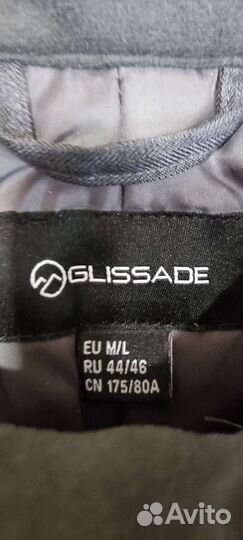 GLISSADE
EU M/L
RU 44/46
CN 175/80A
Avito